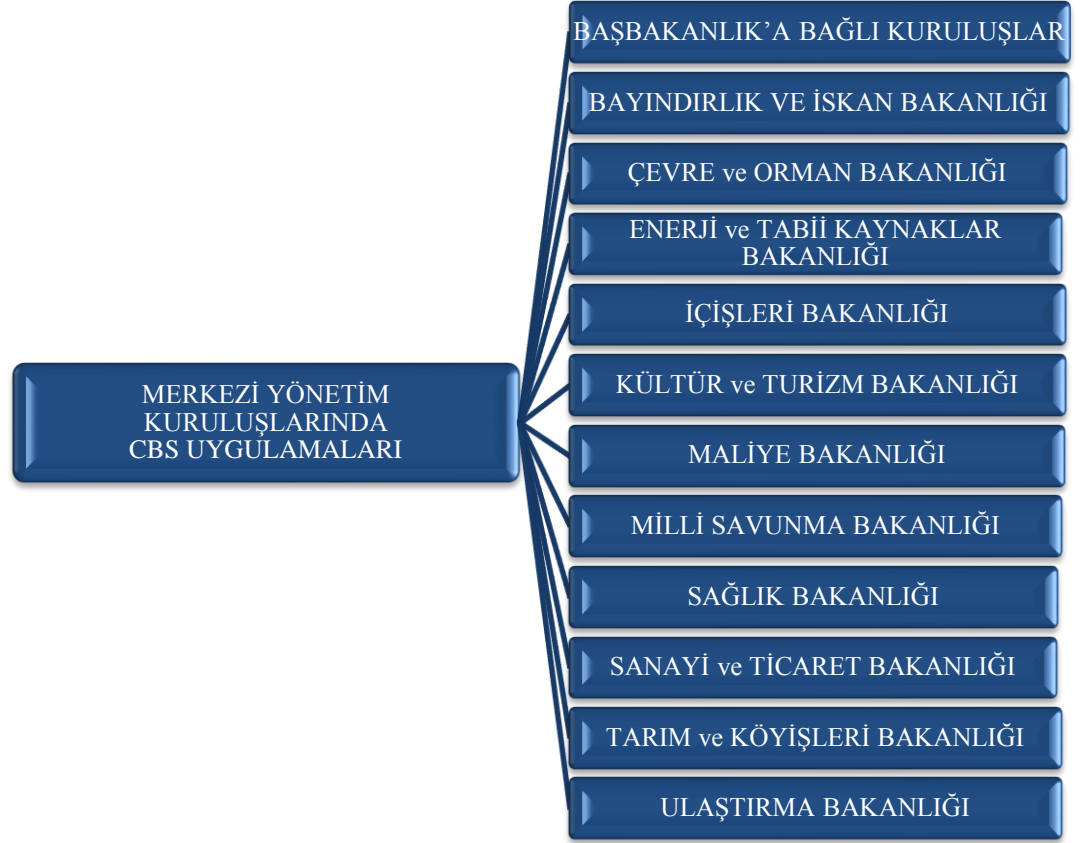 BAŞBAKANLIK’A BAĞLI KURULUŞLAR
BAYINDIRLIK VE İSKAN BAKANLIĞI
ÇEVRE ve ORMAN BAKANLIĞI
ENERJİ ve TABİİ KAYNAKLAR
BAKANLIĞI
İÇİŞLERİ BAKANLIĞI
MERKEZİ YÖNETİM
KURULUŞLARINDA
CBS UYGULAMALARI
KÜLTÜR ve TURİZM BAKANLIĞI
MALİYE BAKANLIĞI
MİLLİ SAVUNMA BAKANLIĞI
SAĞLIK BAKANLIĞI
SANAYİ ve TİCARET BAKANLIĞI
TARIM ve KÖYİŞLERİ BAKANLIĞI
ULAŞTIRMA BAKANLIĞI